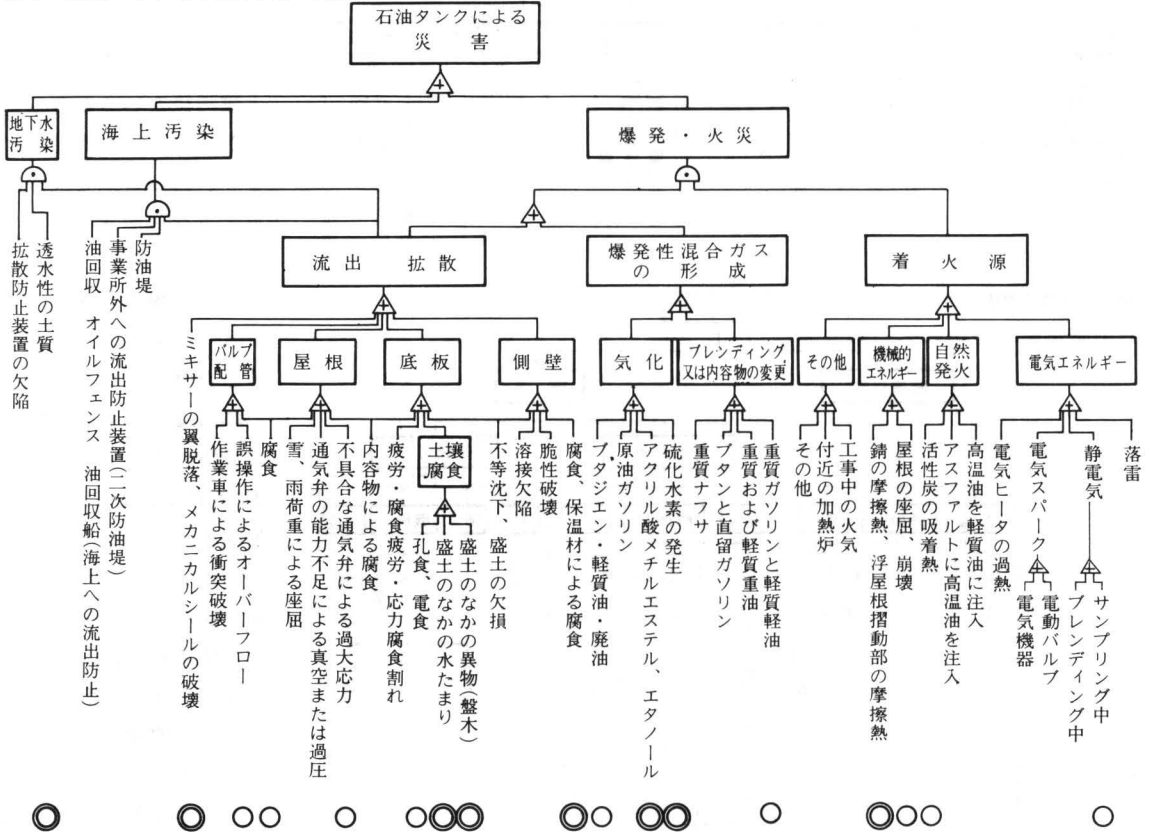 石油タンクによる
災害
地下水
汚染
海上汚染
爆発・火災
拡散防止装置の欠陥
透水性の土質
油回収 オイルフェンス 油回収船(海上への流出防止)
事業所外への流出防止装置(二次防油堤)
防油堤
流出 拡散
爆発性混合ガス
の形成
着火源
ミキサーの翼脱落、メカニカルシールの破壊
バルブ
配管
屋根
底板
側壁
気化
ブレンディング,
又は内容物の変更
その他
機械的
エネルギー
自然
発火
電気エネルギー
作業車による衝突破壊
誤操作によるオーバーフロー
腐食
雪、雨荷重による座屈
通気弁の能力不足による真空または過圧
不具合な通気弁による過大応力
内容物による腐食
疲労・腐食疲労・応力腐食割れ
土壌
腐食
孔食、電食
盛土のなかの水たまり
盛土のなかの異物(盤木)
不等沈下、盛土の欠損
溶接欠陥
脆性破壊
腐食、保温材による腐食
ブタジエン・軽質油・廃油
原油ガソリン
アクリル酸メチルエステル、エタノール
硫化水素の発生
重質ナフサ
ブタンと直留ガソリン
重質および軽質重油
重質ガソリンと軽質軽油
その他
付近の加熱炉
工事中の火気
錆の摩擦熱、浮屋根摺動部の摩擦熱
屋根の座屈、崩壊
活性炭の吸着熱
アスファルトに高温油を注入
高温油を軽質油に注入
電気ヒータの過熱
電気スパーク
電気機器
電動バルブ
静電気
ブレンディング中
サンプリング中
落雷